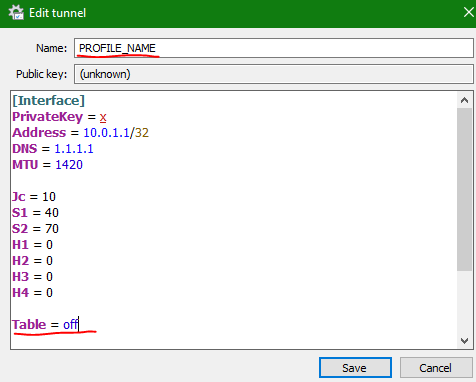 Edit tunnel
Name: PROFILE_NAME
Public key: (unknown)
[Interface]
PrivateKey = x
Address = 10.0.1.1/32
DNS = 1.1.1.1
MTU = 1420
Jc = 10
S1 = 40
S2 = 70
H1 = 0
H2 = 0
H3 = 0
H4 = 0
Table = off
Save Cancel